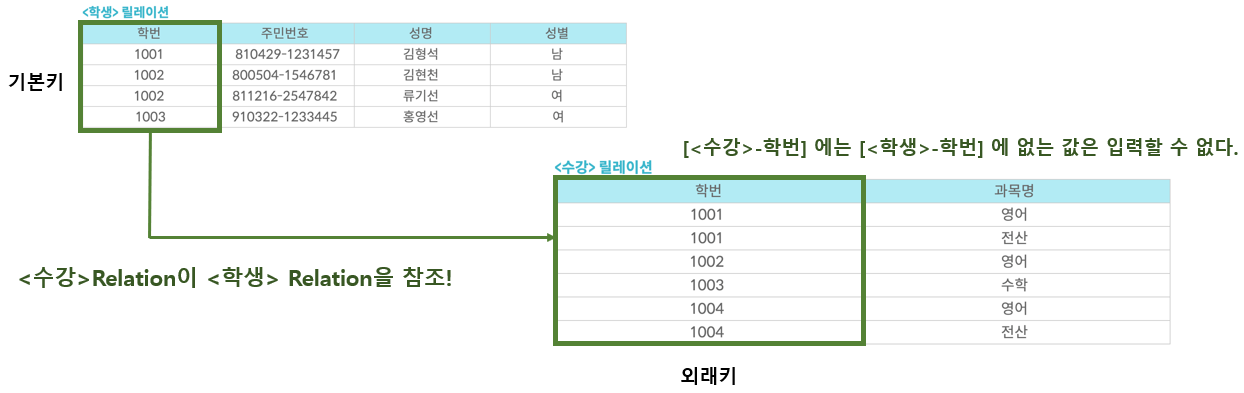 <학생> 릴레이션
학번 주민번호 성명 성별
1001 810429-1231457 김형석 남
1002 800504-1546781 김현천 남
1002 811216-2547842 류기선 여
1003 910322-1233445 홍영선 여
기본키
[<수강>-학번] 에는 [<학생>-학번] 에 없는 값은 입력할 수 없다.
<수강> 릴레이션
학번 과목명
1001 영어
1001 전산
1002 영어
1003 수학
1004 영어
1004 전산
<수강>Relation이 <학생> Relation을 참조!
외래키